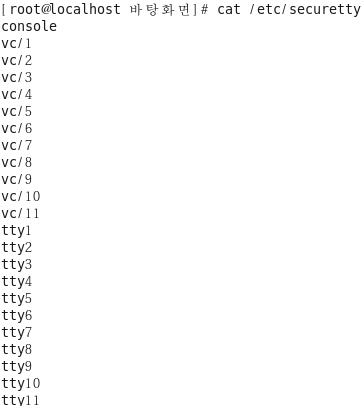 [root@localhost 바탕화면]# cat /etc/securetty
console
vc/1
vc/2
vc/3
vc/4
vc/5
vc/6
vc/7
vc/8
vc/9
vc/10
vc/11
tty1
tty2
tty3
tty4
tty5
tty6
tty7
tty8
tty9
tty10
tty11